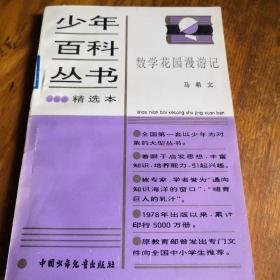 少年
百科
丛书
精选本
数学花园漫游记
马希文
shao nian bai ke cong shu jing xuan ben
●全国第一套以少年为对
象的大型丛书。
●着眼于启发思想，丰富
知识，培养能力，引起兴趣。
●被专家、学者誉为“通向
知识海洋的窗口”，“哺育
巨人的乳汁”。
●1978年出版以来，累计
印行5000万册。
●原教育部曾发出专门文
件向全国中小学生推荐。
中国少年儿童出版社